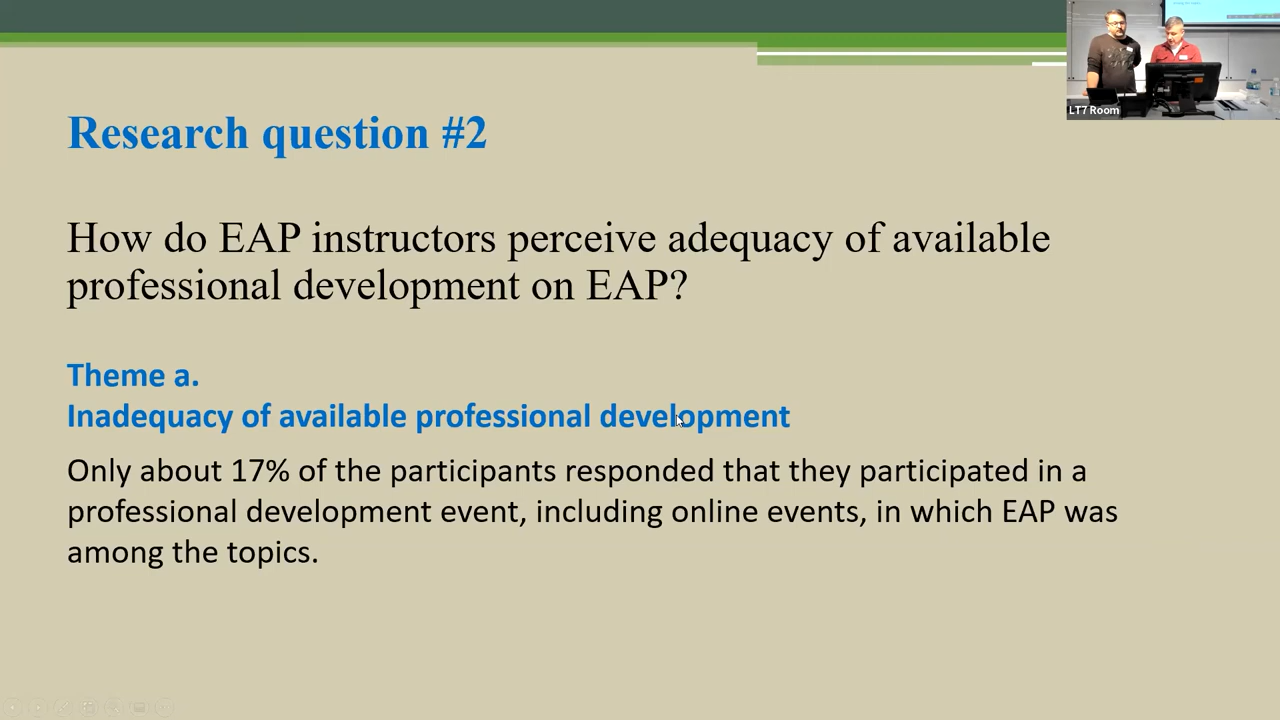 LT7 Room
Research question #2
How do EAP instructors perceive adequacy of available
professional development on EAP?
Theme a.
Inadequacy of available professional development
Only about 17% of the participants responded that they participated in a
professional development event, including online events, in which EAP was
among the topics.